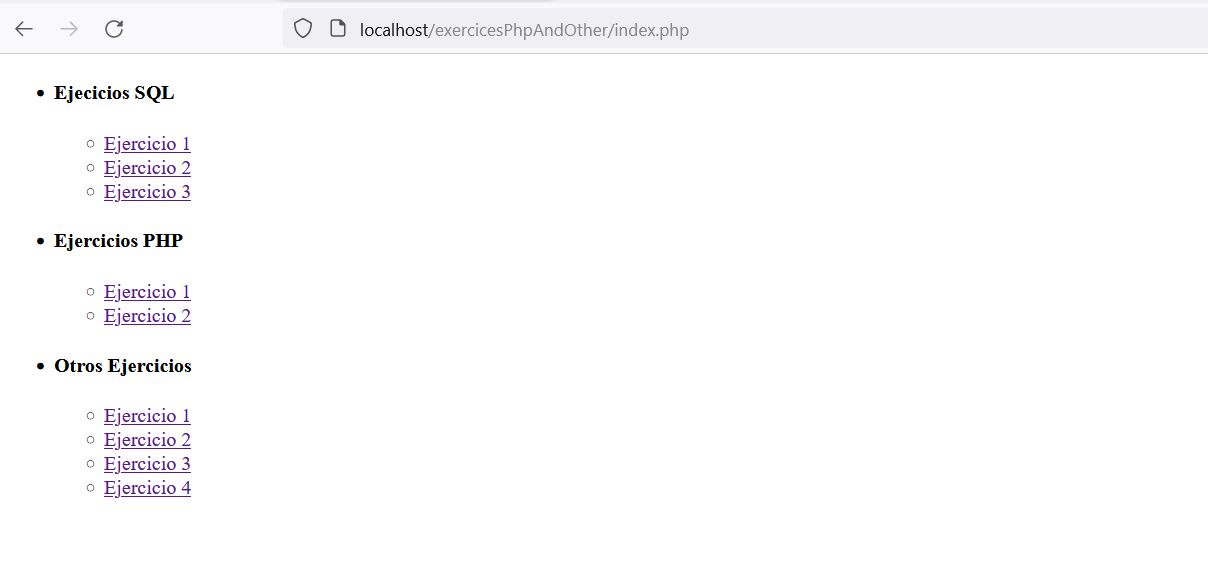 localhost/exercicesPhpAndOther/index.php
Ejecicios SQL
Ejercicio 1
Ejercicio 2
Ejercicio 3
Ejercicios PHP
Ejercicio 1
Ejercicio 2
Otros Ejercicios
Ejercicio 1
Ejercicio 2
Ejercicio 3
Ejercicio 4